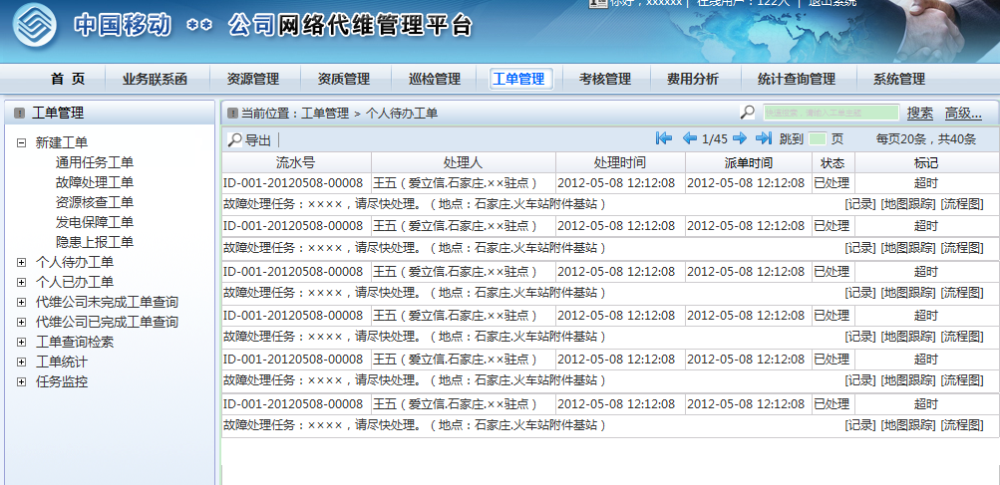 你好，xxxxxx | 在线用户：122人 | 退出系统
中国移动 ** 公司网络代维管理平台
首 页 业务联系函 资源管理 资质管理 巡检管理 工单管理 考核管理 费用分析 统计查询管理 系统管理
工单管理
新建工单
通用任务工单
故障处理工单
资源核查工单
发电保障工单
隐患上报工单
个人待办工单
个人已办工单
代维公司未完成工单查询
代维公司已完成工单查询
工单查询检索
工单统计
任务监控
当前位置：工单管理 > 个人待办工单 搜索 高级...
导出 1/45 跳到 页 每页20条，共40条
流水号 处理人 处理时间 派单时间 状态 标记
ID-001-20120508-00008 王五（爱立信.石家庄.××驻点） 2012-05-08 12:12:08 2012-05-08 12:12:08 已处理 超时
故障处理任务：××××，请尽快处理。（地点：石家庄.火车站附件基站） [记录] [地图跟踪] [流程图]
ID-001-20120508-00008 王五（爱立信.石家庄.××驻点） 2012-05-08 12:12:08 2012-05-08 12:12:08 已处理 超时
故障处理任务：××××，请尽快处理。（地点：石家庄.火车站附件基站） [记录] [地图跟踪] [流程图]
ID-001-20120508-00008 王五（爱立信.石家庄.××驻点） 2012-05-08 12:12:08 2012-05-08 12:12:08 已处理 超时
故障处理任务：××××，请尽快处理。（地点：石家庄.火车站附件基站） [记录] [地图跟踪] [流程图]
ID-001-20120508-00008 王五（爱立信.石家庄.××驻点） 2012-05-08 12:12:08 2012-05-08 12:12:08 已处理 超时
故障处理任务：××××，请尽快处理。（地点：石家庄.火车站附件基站） [记录] [地图跟踪] [流程图]
ID-001-20120508-00008 王五（爱立信.石家庄.××驻点） 2012-05-08 12:12:08 2012-05-08 12:12:08 已处理 超时
故障处理任务：××××，请尽快处理。（地点：石家庄.火车站附件基站） [记录] [地图跟踪] [流程图]
ID-001-20120508-00008 王五（爱立信.石家庄.××驻点） 2012-05-08 12:12:08 2012-05-08 12:12:08 已处理 超时
故障处理任务：××××，请尽快处理。（地点：石家庄.火车站附件基站） [记录] [地图跟踪] [流程图]